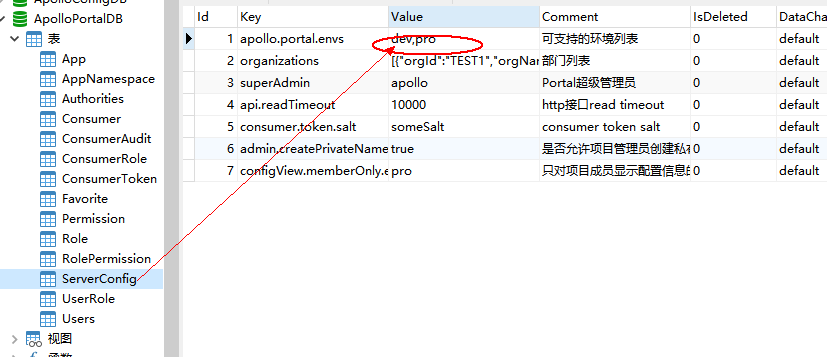 ApolloConfigDB
ApolloPortalDB
表
App
AppNamespace
Authorities
Consumer
ConsumerAudit
ConsumerRole
ConsumerToken
Favorite
Permission
Role
RolePermission
ServerConfig
UserRole
Users
视图
函数
Id Key Value Comment IsDeleted DataCha
1 apollo.portal.envs dev,pro 可支持的环境列表 0 default
2 organizations [{"orgId":"TEST1","orgNar 部门列表 0 default
3 superAdmin apollo Portal超级管理员 0 default
4 api.readTimeout 10000 http接口read timeout 0 default
5 consumer.token.salt someSalt consumer token salt 0 default
6 admin.createPrivateName true 是否允许项目管理员创建私有 0 default
7 configView.memberOnly.e pro 只对项目成员显示配置信息的 0 default